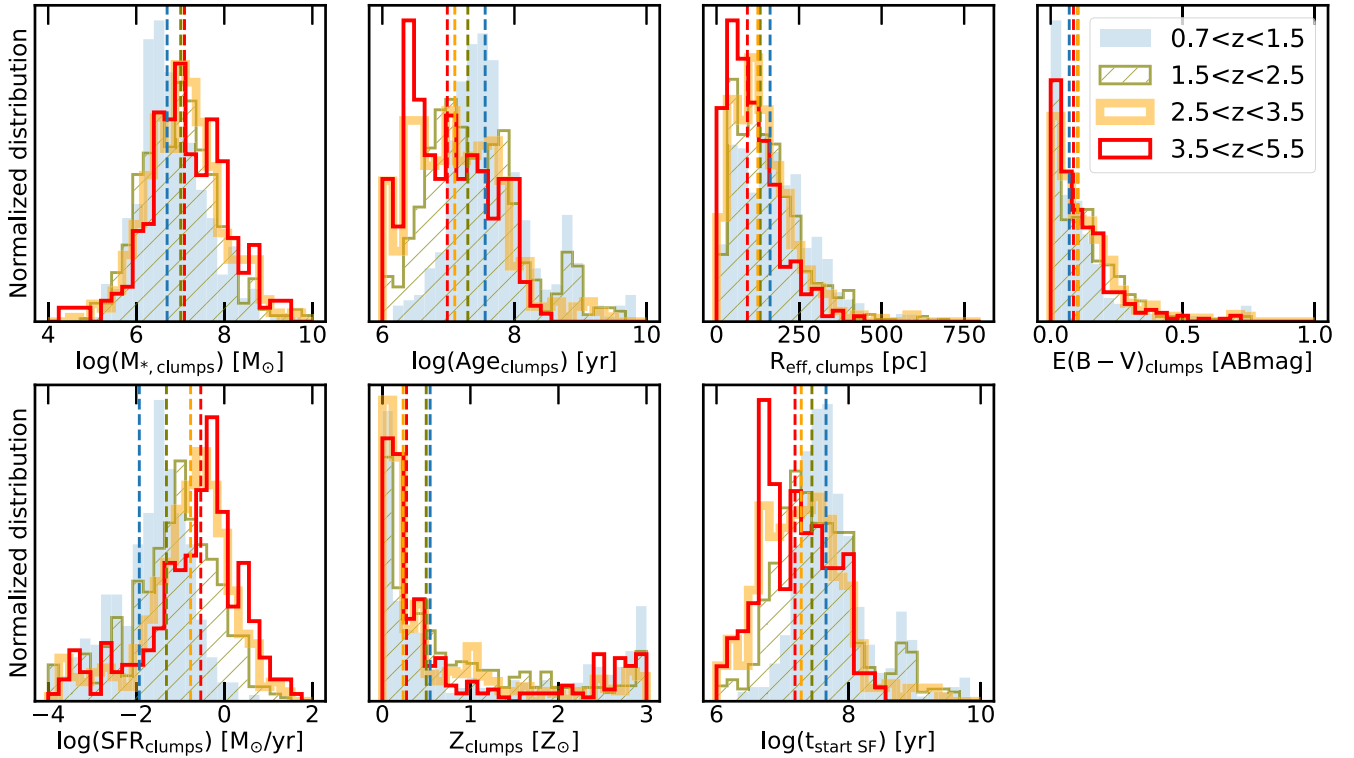 Normalized distribution
4 6 8 10
log(M*, clumps) [M⊙]
6 8 10
log(Ageclumps) [yr]
0 250 500 750
Reff, clumps [pc]
0.7<z<1.5
1.5<z<2.5
2.5<z<3.5
3.5<z<5.5
0.0 0.5 1.0
E(B − V)clumps [ABmag]
Normalized distribution
−4 −2 0 2
log(SFRclumps) [M⊙/yr]
0 1 2 3
Zclumps [Z⊙]
6 8 10
log(tstart SF) [yr]